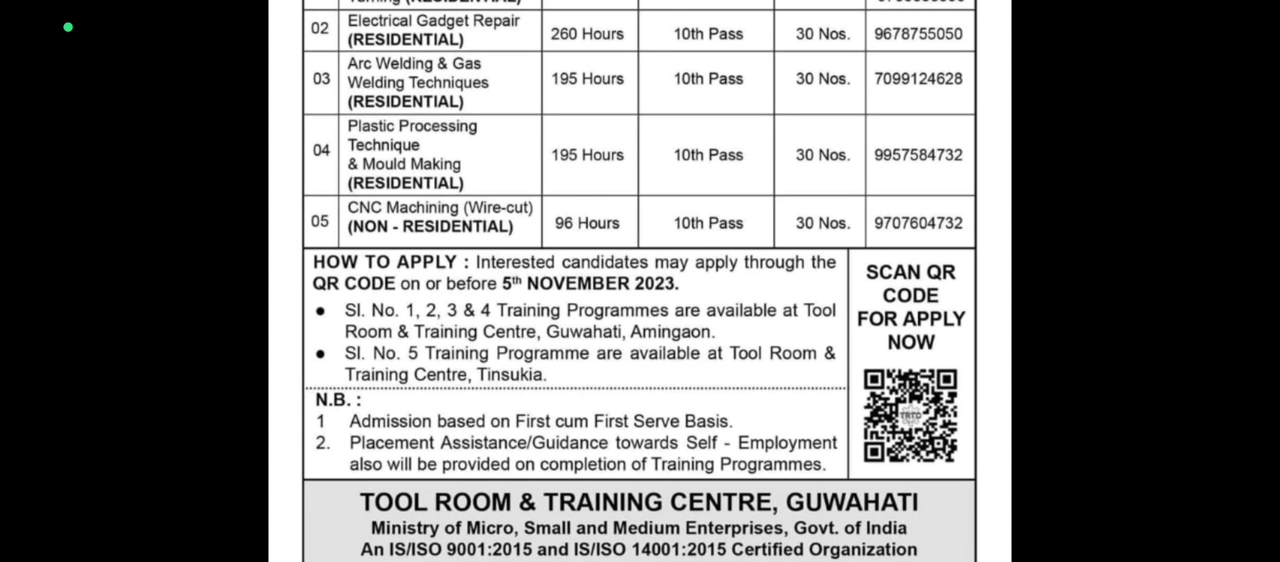 Turning (RESIDENTIAL)
02 Electrical Gadget Repair 260 Hours 10th Pass 30 Nos. 9678755050
(RESIDENTIAL)
03 Arc Welding & Gas 195 Hours 10th Pass 30 Nos. 7099124628
Welding Techniques
(RESIDENTIAL)
04 Plastic Processing 195 Hours 10th Pass 30 Nos. 9957584732
Technique
& Mould Making
(RESIDENTIAL)
05 CNC Machining (Wire-cut) 96 Hours 10th Pass 30 Nos. 9707604732
(NON - RESIDENTIAL)
HOW TO APPLY : Interested candidates may apply through the
QR CODE on or before 5th NOVEMBER 2023.
● Sl. No. 1, 2, 3 & 4 Training Programmes are available at Tool
Room & Training Centre, Guwahati, Amingaon.
● Sl. No. 5 Training Programme are available at Tool Room &
Training Centre, Tinsukia.
N.B. :
1 Admission based on First cum First Serve Basis.
2. Placement Assistance/Guidance towards Self - Employment
also will be provided on completion of Training Programmes.
SCAN QR
CODE
FOR APPLY
NOW
TRTC
TOOL ROOM & TRAINING CENTRE, GUWAHATI
Ministry of Micro, Small and Medium Enterprises, Govt. of India
An IS/ISO 9001:2015 and IS/ISO 14001:2015 Certified Organization